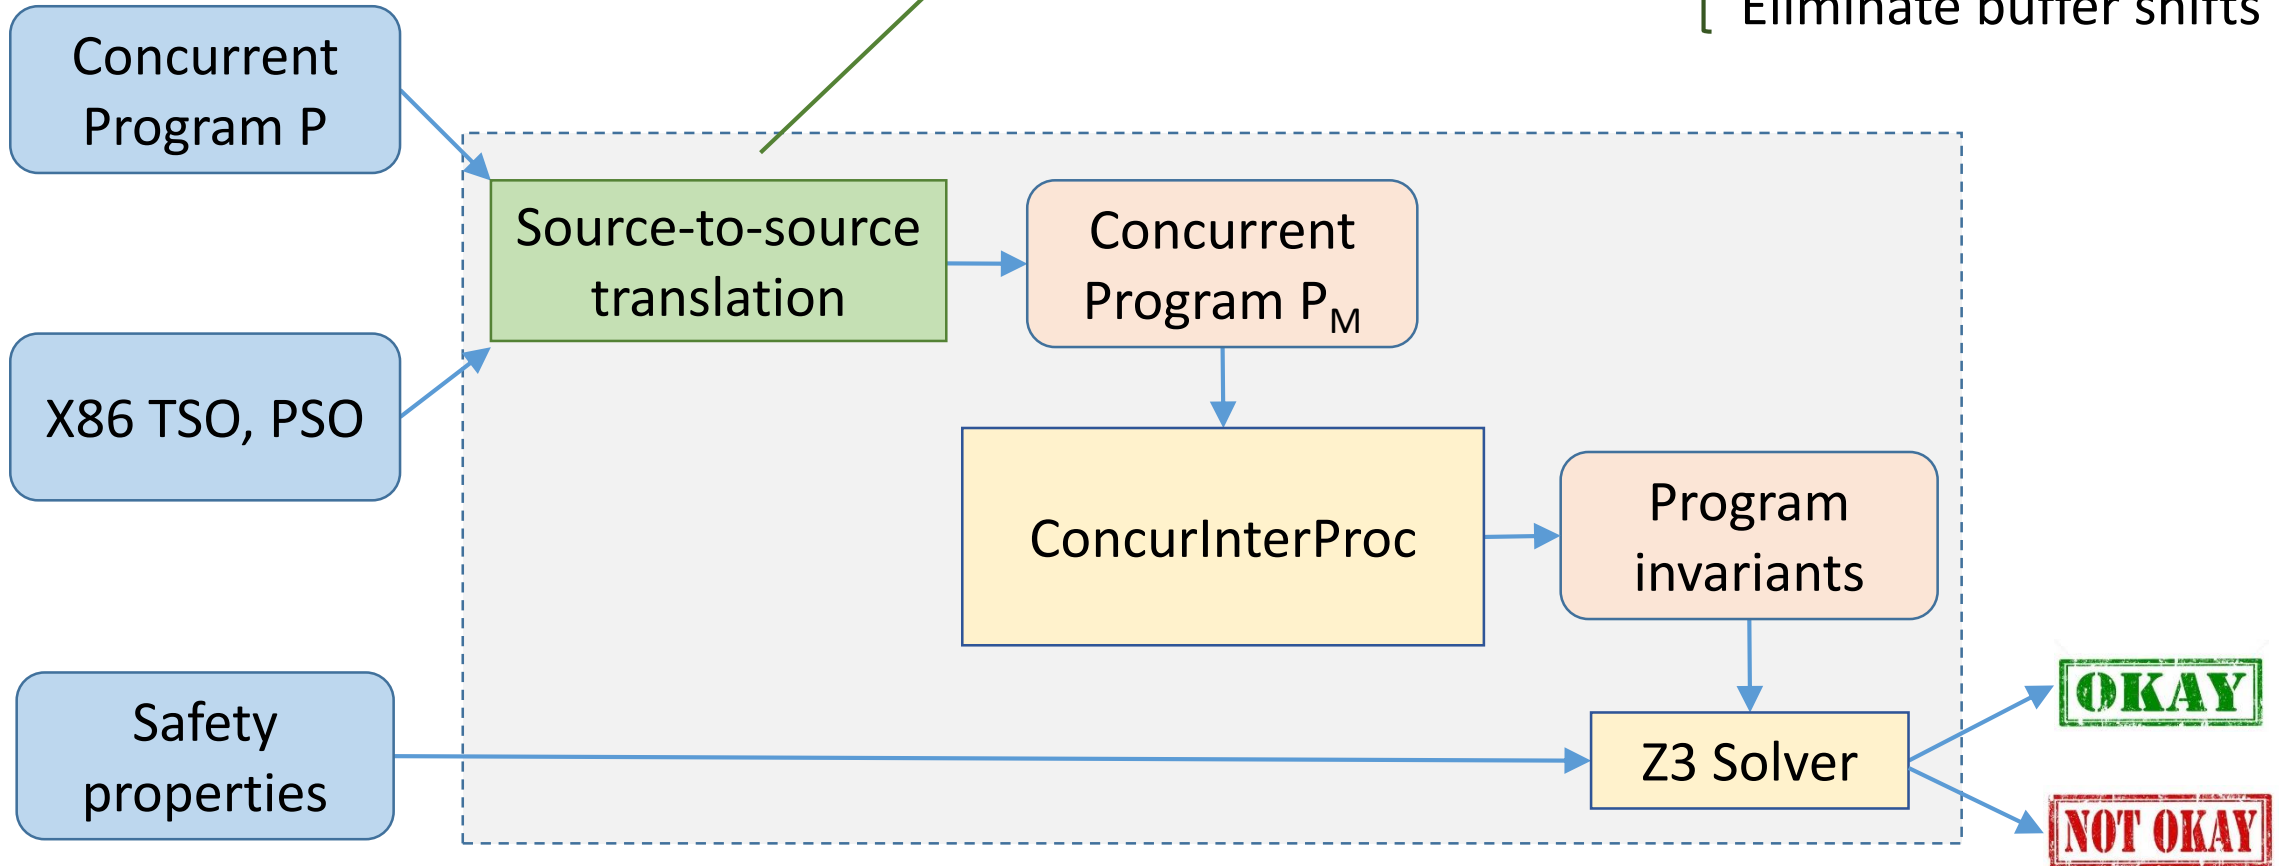 Eliminate buffer shifts
Concurrent
Program P
Source-to-source
translation
Concurrent
Program PM
X86 TSO, PSO
ConcurInterProc
Program
invariants
Safety
properties
Z3 Solver
OKAY
NOT OKAY